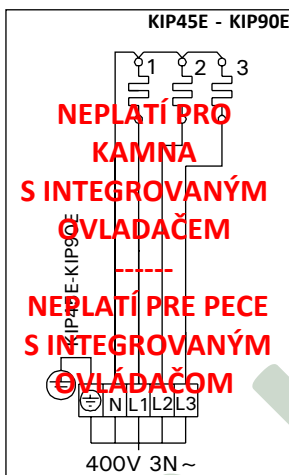 KIP45E - KIP90E
1 2 3
NEPLATÍ PRO
KAMNA
S INTEGROVANÝM
OVLADAČEM
------
NEPLATÍ PRE PECE
S INTEGROVANÝM
OVLÁDAČOM
KIP45E-KIP90E
N L1 L2 L3
400V 3N~